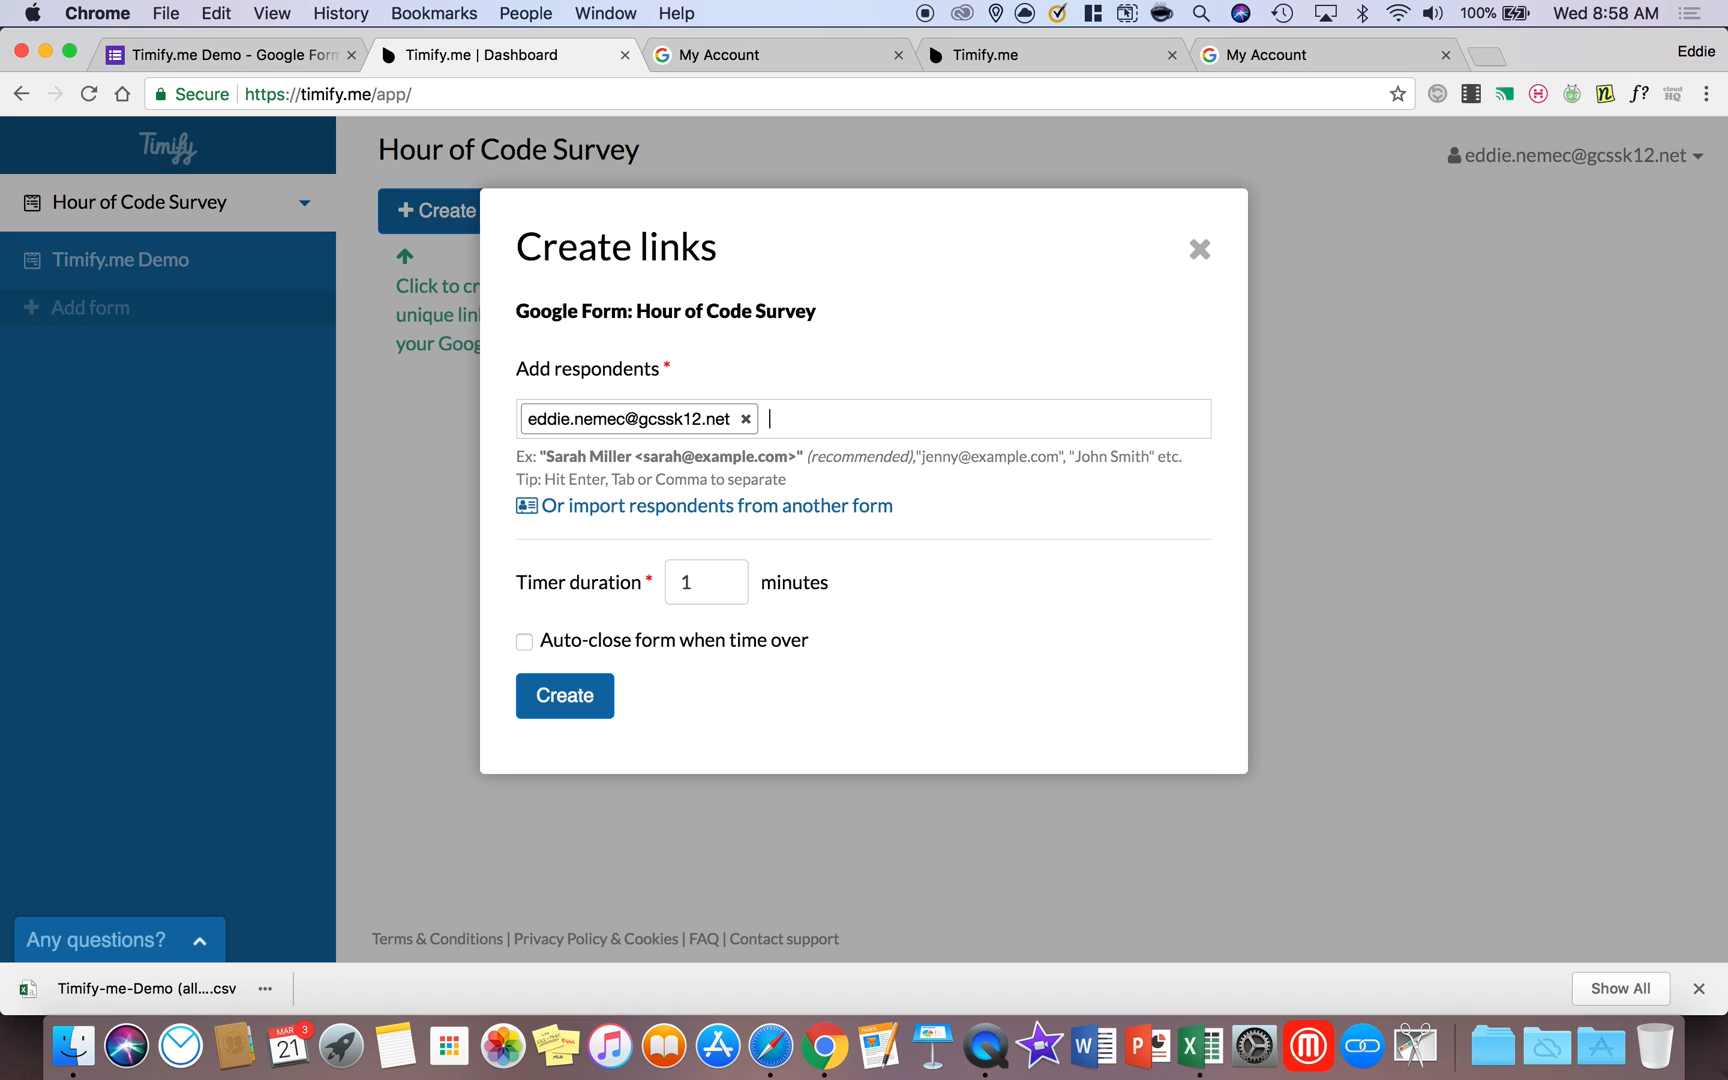 Chrome File Edit View History Bookmarks People Window Help 100% Wed 8:58 AM
Timify.me Demo - Google Form Timify.me | Dashboard My Account Timify.me My Account Eddie
Secure https://timify.me/app/ f? cloud HQ
Timify
Hour of Code Survey
eddie.nemec@gcssk12.net
Hour of Code Survey
+ Create
Timify.me Demo
+ Add form
Click to cr
unique lin
your Goog
Create links
Google Form: Hour of Code Survey
Add respondents *
eddie.nemec@gcssk12.net
Ex: "Sarah Miller <sarah@example.com>" (recommended),"jenny@example.com", "John Smith" etc.
Tip: Hit Enter, Tab or Comma to separate
Or import respondents from another form
Timer duration * 1 minutes
Auto-close form when time over
Create
Any questions?
Terms & Conditions | Privacy Policy & Cookies | FAQ | Contact support
Timify-me-Demo (all....csv
Show All
MAR 3
21
W P X